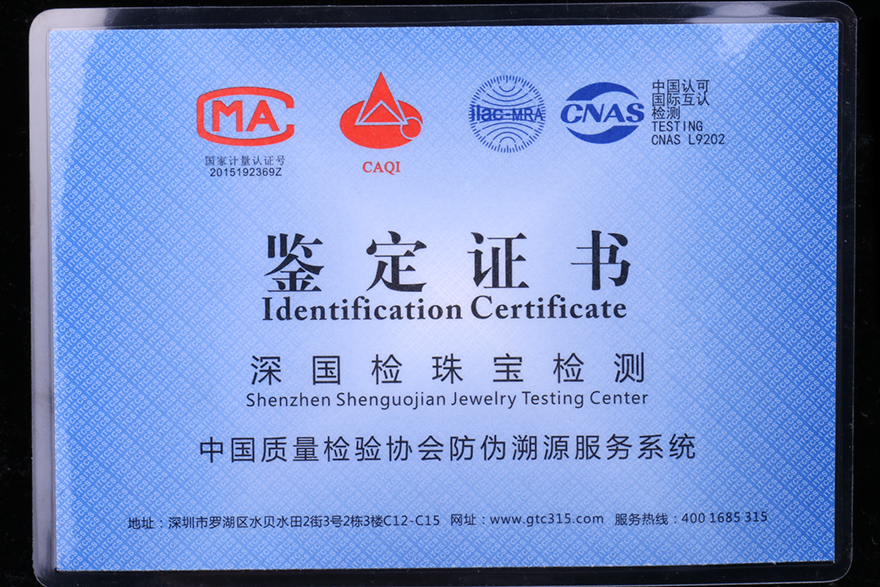 CMA
国家计量认证号
2015192369Z
CAQI
ilac-MRA
CNAS
中国认可
国际互认
检测
TESTING
CNAS L9202
鉴定证书
Identification Certificate
深国检珠宝检测
Shenzhen Shenguojian Jewelry Testing Center
中国质量检验协会防伪溯源服务系统
地址：深圳市罗湖区水贝水田2街3号2栋3楼C12-C15 网址：www.gtc315.com 服务热线：400 1685 315